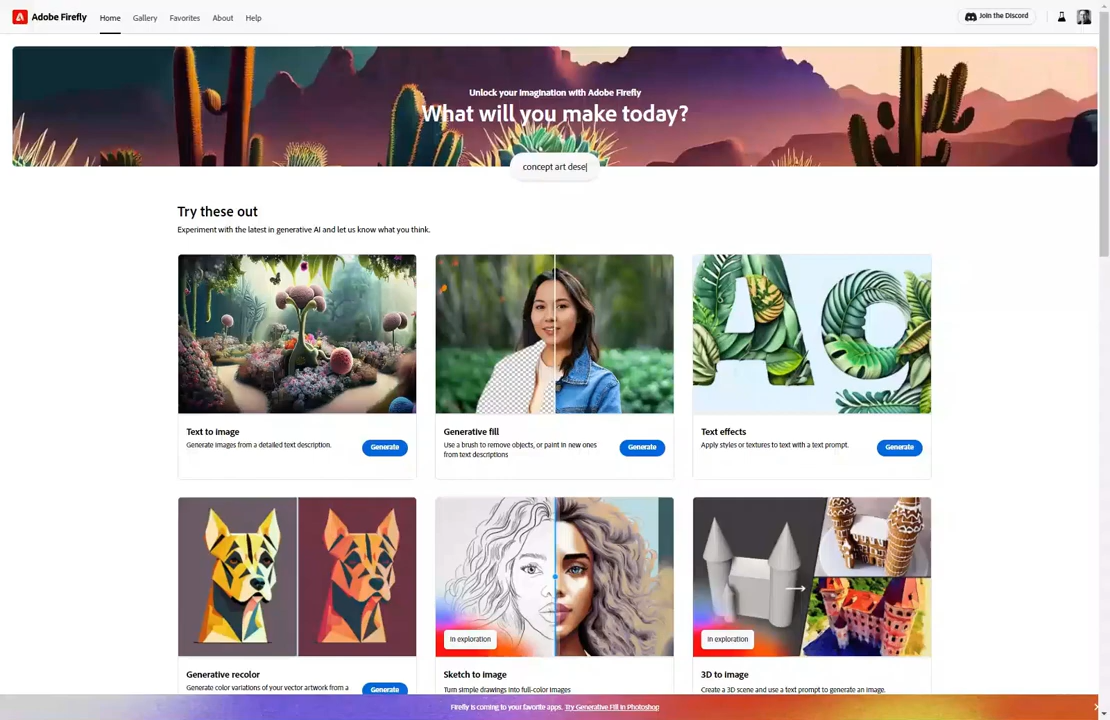 Adobe Firefly Home Gallery Favorites About Help Join the Discord
Unlock your imagination with Adobe Firefly
What will you make today?
concept art dese
Try these out
Experiment with the latest in generative AI and let us know what you think.
Ao
Text to image
Generate images from a detailed text description.
Generate
Generative fill
Use a brush to remove objects, or paint in new ones
from text descriptions
Generate
Text effects
Apply styles or textures to text with a text prompt.
Generate
In exploration
In exploration
Generative recolor
Generate color variations of your vector artwork from a
Generate
Sketch to image
Turn simple drawings into full-color images
3D to image
Create a 3D scene and use a text prompt to generate an image.
Firefly is coming to your favorite apps. Try Generative Fill in Photoshop